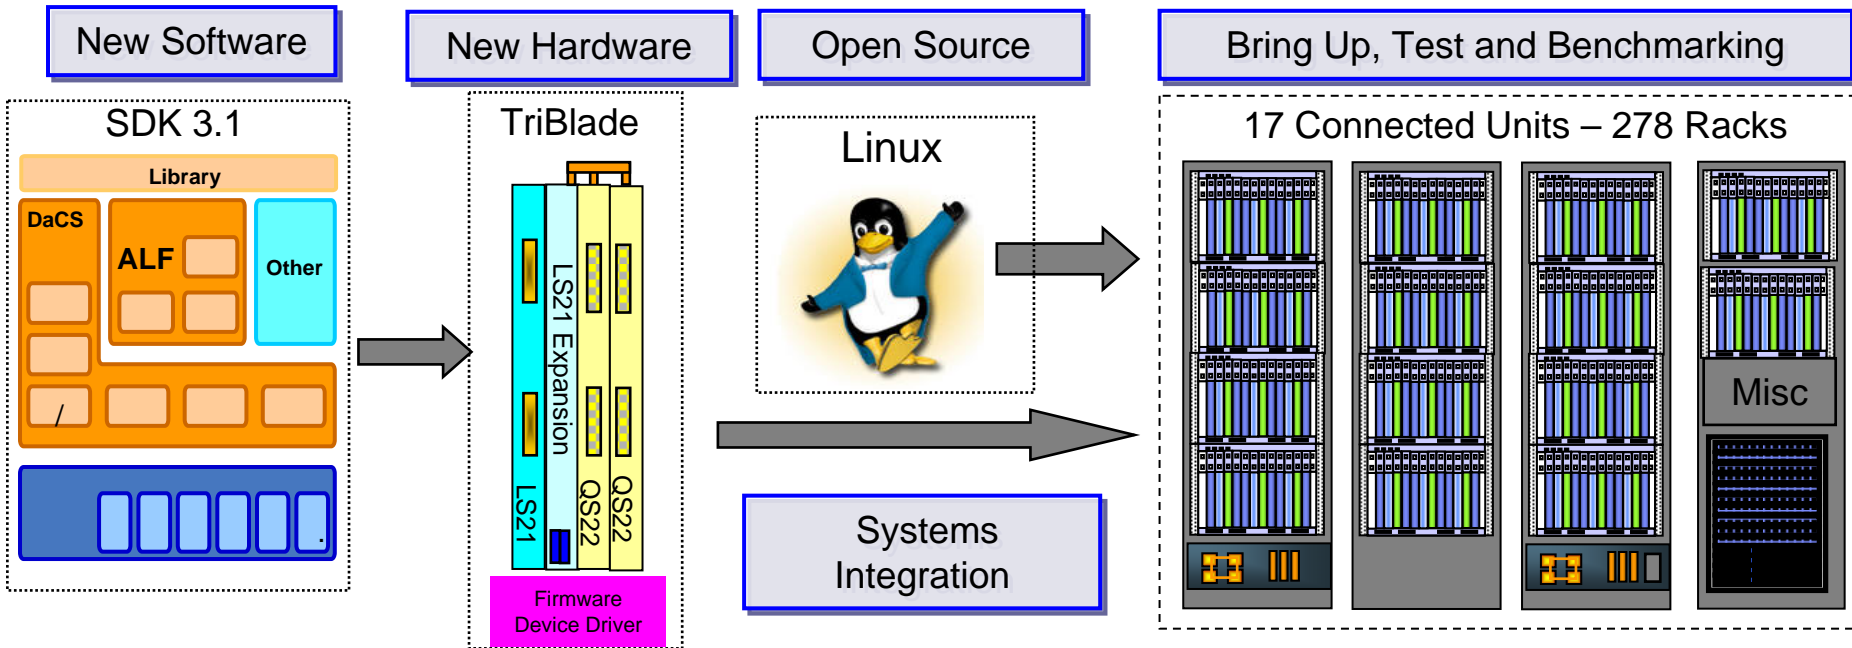 New Software
New Hardware
Open Source
Bring Up, Test and Benchmarking
SDK 3.1
Library
DaCS
ALF
Other
/
.
TriBlade
LS21
LS21 Expansion
QS22
QS22
Firmware
Device Driver
Linux
Systems
Integration
17 Connected Units – 278 Racks
Misc